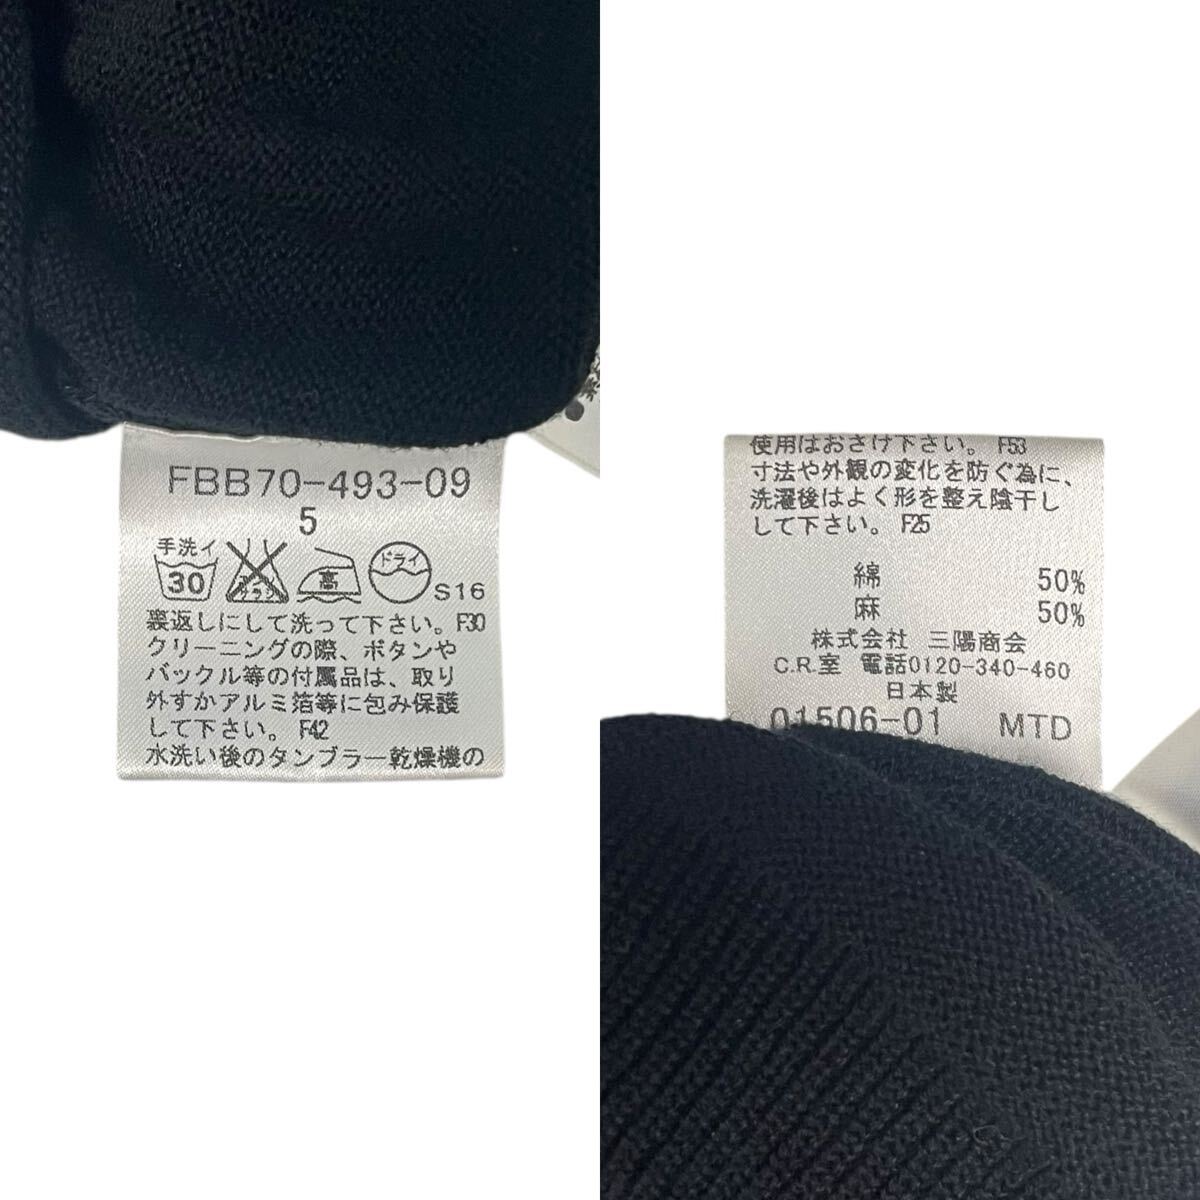 FBB70-493-09
5
手洗イ
30
高
ドライ
S16
裏返しにして洗って下さい。F30
クリーニングの際、ボタンや
バックル等の付属品は、取り
外すかアルミ箔等に包み保護
して下さい。F42
水洗い後のタンブラー乾燥機の
使用はおさけ下さい。F53
寸法や外観の変化を防ぐ為に、
洗濯後はよく形を整え陰干し
して下さい。F25
綿 50%
麻 50%
株式会社 三陽商会
C.R.室 電話0120-340-460
日本製
01506-01 MTD